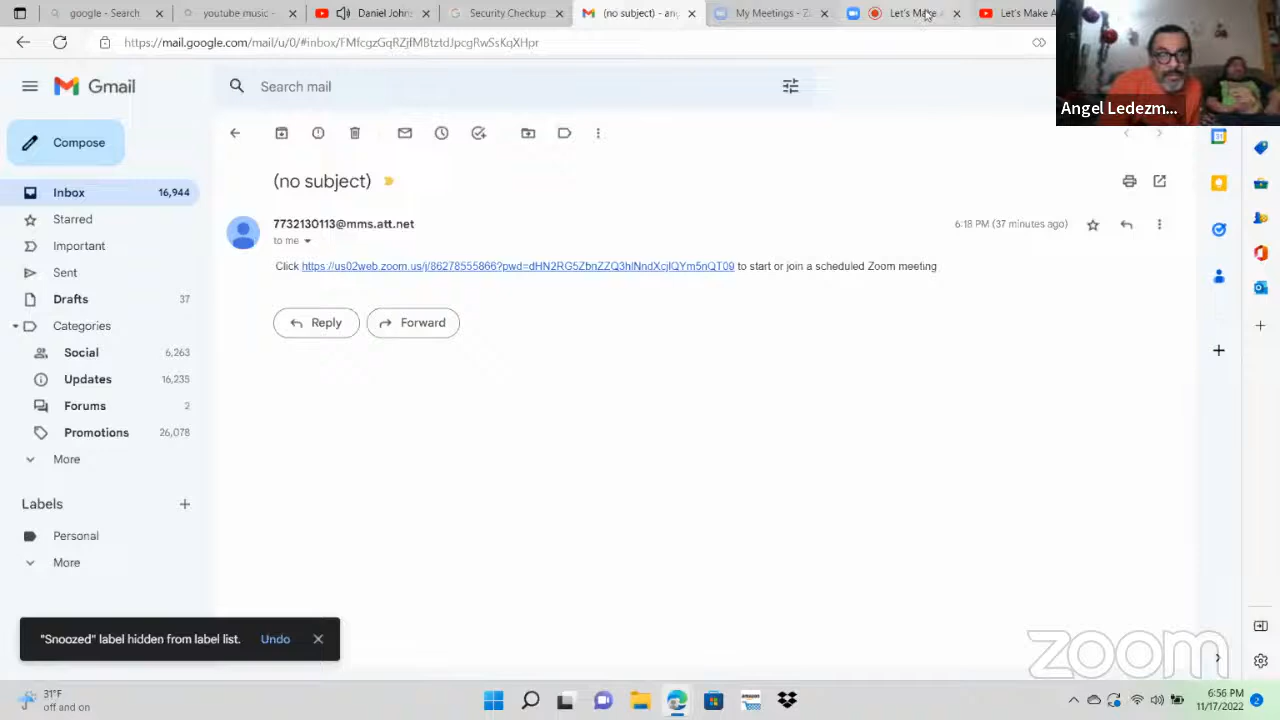 - Search
youtube music -
Daniel Johns
Security Checkup
(no subject) - an
My Meetings - Z
Let's Make
Let's Make A
https://mail.google.com/mail/u/0/#inbox/FMfcgzGqRZjlMBtztdJpcgRwSsKqXHpr
Angel Ledezm...
Gmail
Search mail
Compose
Inbox 16,944
(no subject)
Starred
7732130113@mms.att.net
6:18 PM (37 minutes ago)
to me
Important
Click https://us02web.zoom.us/j/86278555866?pwd=dHN2RG5ZbnZZQ3hlNndXcjlQYm5nQT09 to start or join a scheduled Zoom meeting
Sent
Drafts 37
Categories
Reply
Forward
Social 6,263
Updates 16,235
Forums 2
Promotions 26,078
More
Labels
Personal
More
"Snoozed" label hidden from label list. Undo
zoom
31°F
off and on
6:56 PM
11/17/2022
2